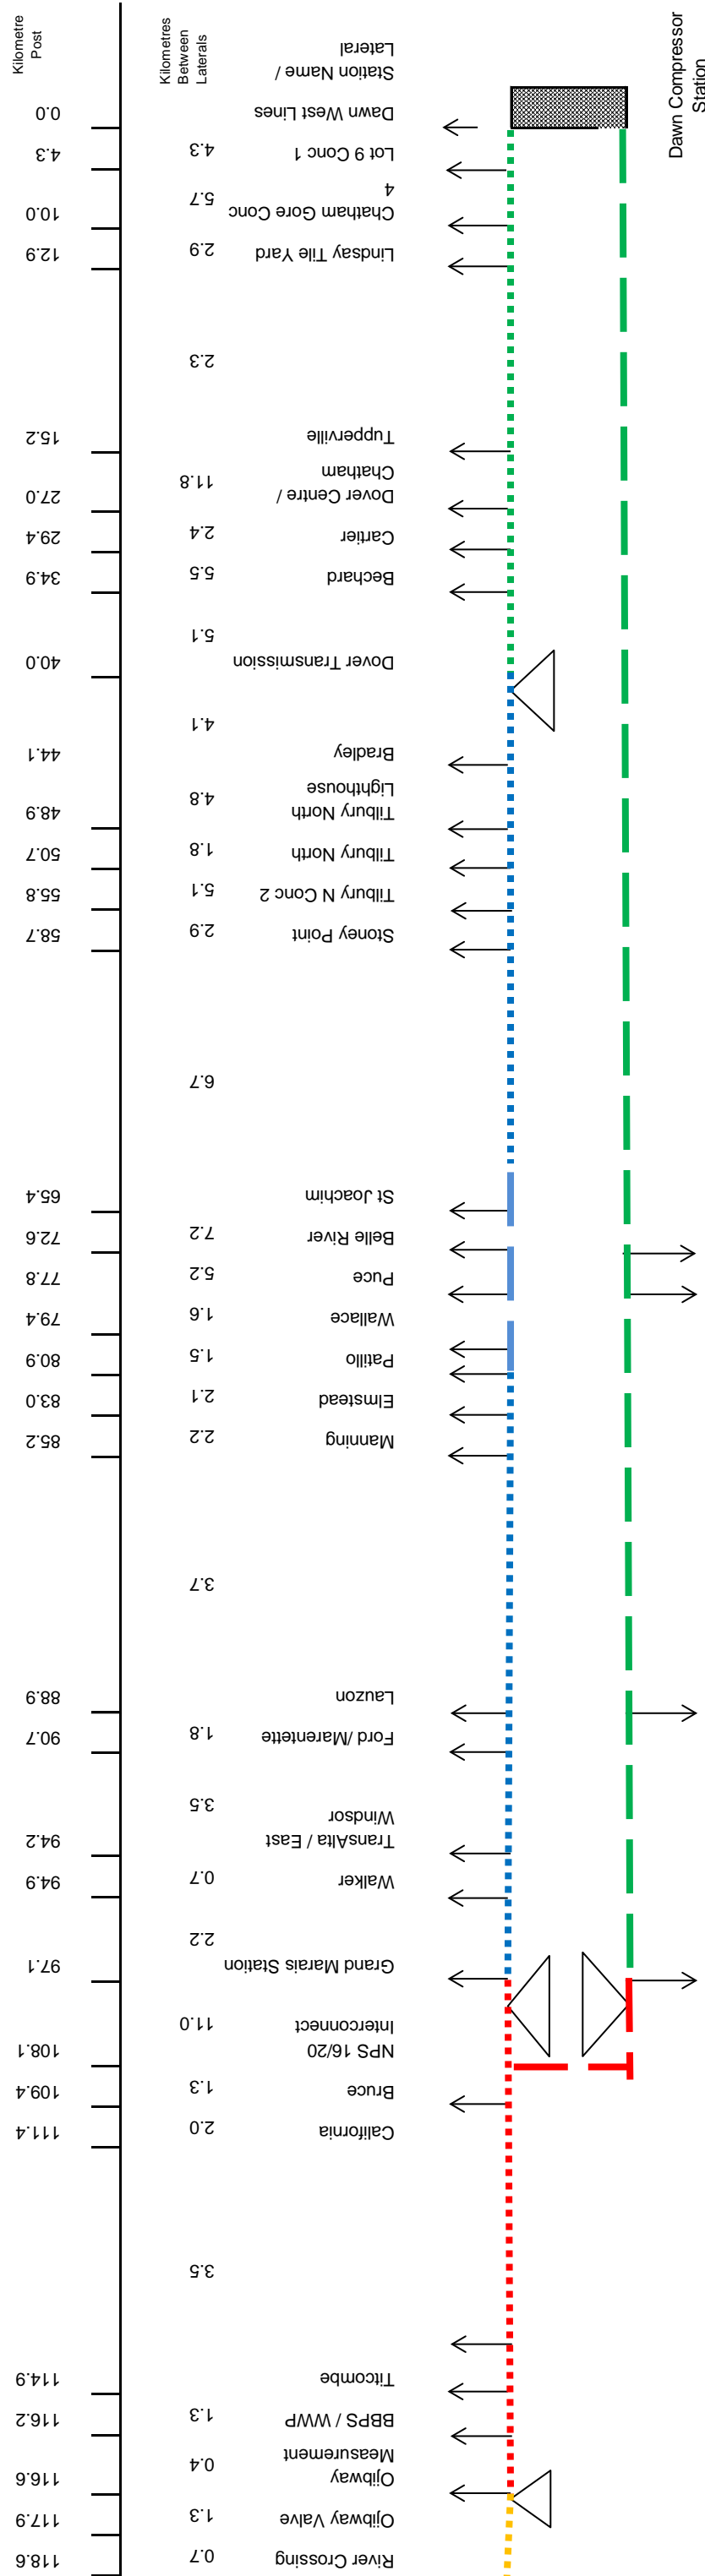 Kilometre
Post
Kilometres
Between
Laterals
Station Name /
Lateral
Dawn Compressor
Station
0.0
Dawn West Lines
4.3
4.3
Lot 9 Conc 1
10.0
5.7
Chatham Gore Conc
4
12.9
2.9
Lindsay Tile Yard
15.2
2.3
Tupperville
27.0
11.8
Dover Centre /
Chatham
29.4
2.4
Cartier
34.9
5.5
Bechard
40.0
5.1
Dover Transmission
44.1
4.1
Bradley
48.9
4.8
Tilbury North
Lighthouse
50.7
1.8
Tilbury North
55.8
5.1
Tilbury N Conc 2
58.7
2.9
Stoney Point
65.4
6.7
St Joachim
72.6
7.2
Belle River
77.8
5.2
Puce
79.4
1.6
Wallace
80.9
1.5
Patillo
83.0
2.1
Elmstead
85.2
2.2
Manning
88.9
3.7
Lauzon
90.7
1.8
Ford /Marentette
94.2
3.5
TransAlta / East
Windsor
94.9
0.7
Walker
97.1
2.2
Grand Marais Station
108.1
11.0
NPS 16/20
Interconnect
109.4
1.3
Bruce
111.4
2.0
California
114.9
3.5
Titcombe
116.2
1.3
BBPS / WWP
116.6
0.4
Ojibway
Measurement
117.9
1.3
Ojibway Valve
118.6
0.7
River Crossing